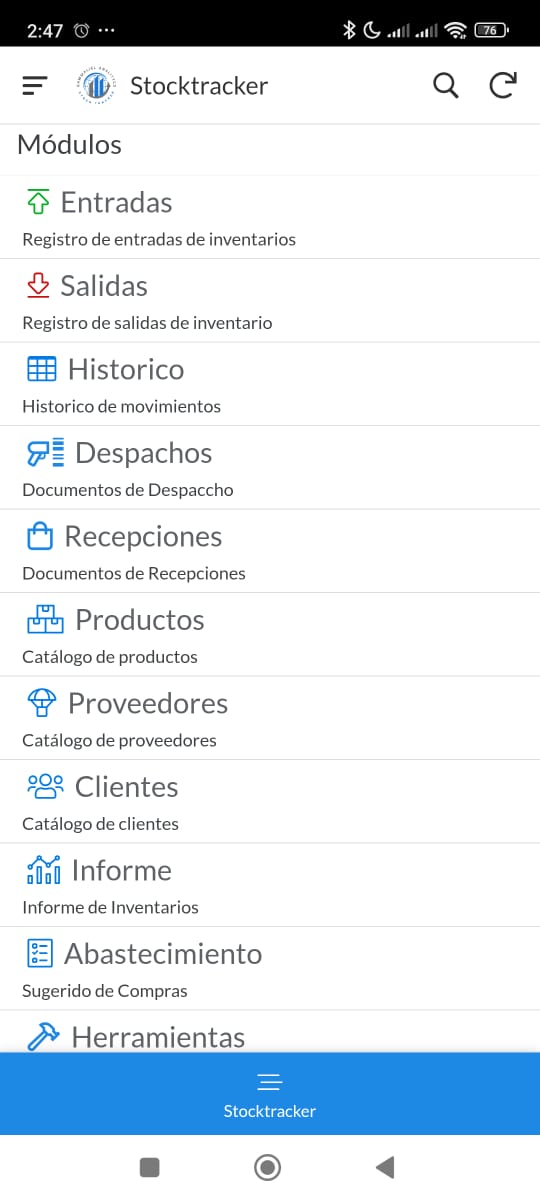 2:47
76
Stocktracker
Módulos
Entradas
Registro de entradas de inventarios
Salidas
Registro de salidas de inventario
Historico
Historico de movimientos
Despachos
Documentos de Despaccho
Recepciones
Documentos de Recepciones
Productos
Catálogo de productos
Proveedores
Catálogo de proveedores
Clientes
Catálogo de clientes
Informe
Informe de Inventarios
Abastecimiento
Sugerido de Compras
Herramientas
Stocktracker